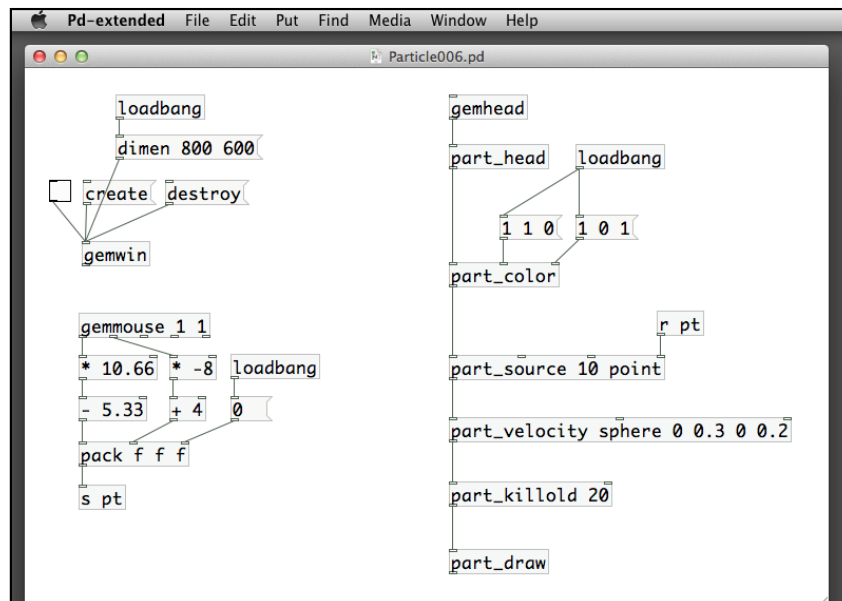 Pd-extended File Edit Put Find Media Window Help
Particle006.pd
loadbang
dimen 800 600
create destroy
gemwin
gemmouse 1 1
* 10.66 * -8 loadbang
- 5.33 + 4 0
pack f f f
s pt
gemhead
part_head loadbang
1 1 0 1 0 1
part_color
r pt
part_source 10 point
part_velocity sphere 0 0.3 0 0.2
part_killold 20
part_draw